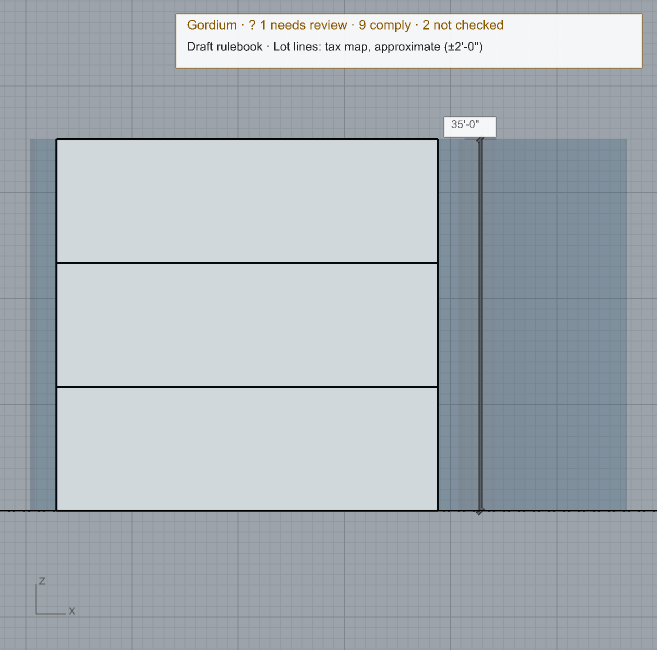 Gordium · ? 1 needs review · 9 comply · 2 not checked
Draft rulebook · Lot lines: tax map, approximate (±2'-0")
35'-0"
z
x